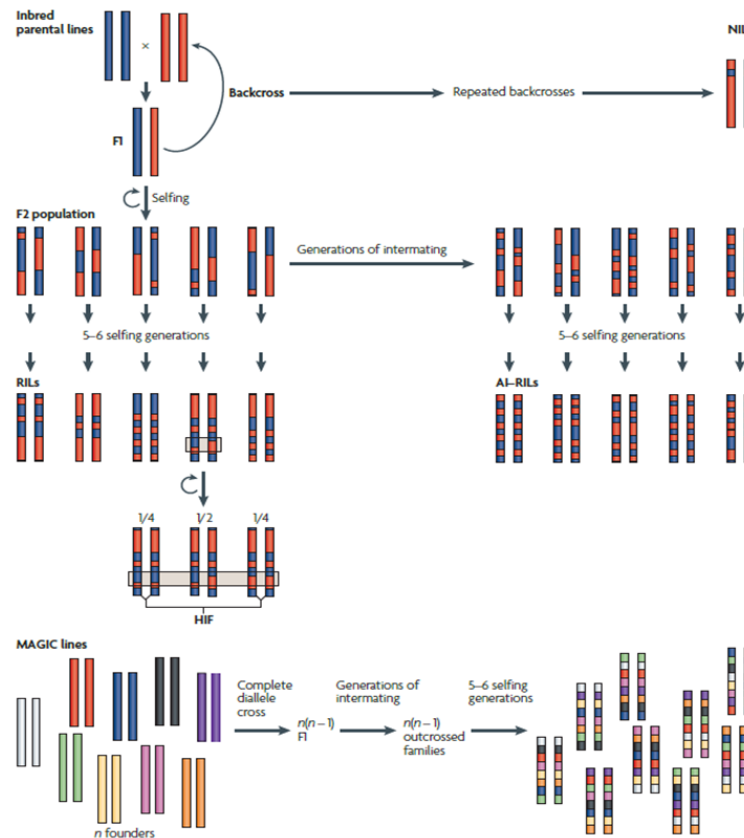 Inbred
parental lines
×
NIL
Backcross
Repeated backcrosses
F1
Selfing
F2 population
Generations of intermating
5–6 selfing generations
5–6 selfing generations
RILs
AI–RILs
1/4
1/2
1/4
HIF
MAGIC lines
Complete
diallele
cross
n(n−1)
F1
Generations of
intermating
n(n−1)
outcrossed
families
5–6 selfing
generations
n founders